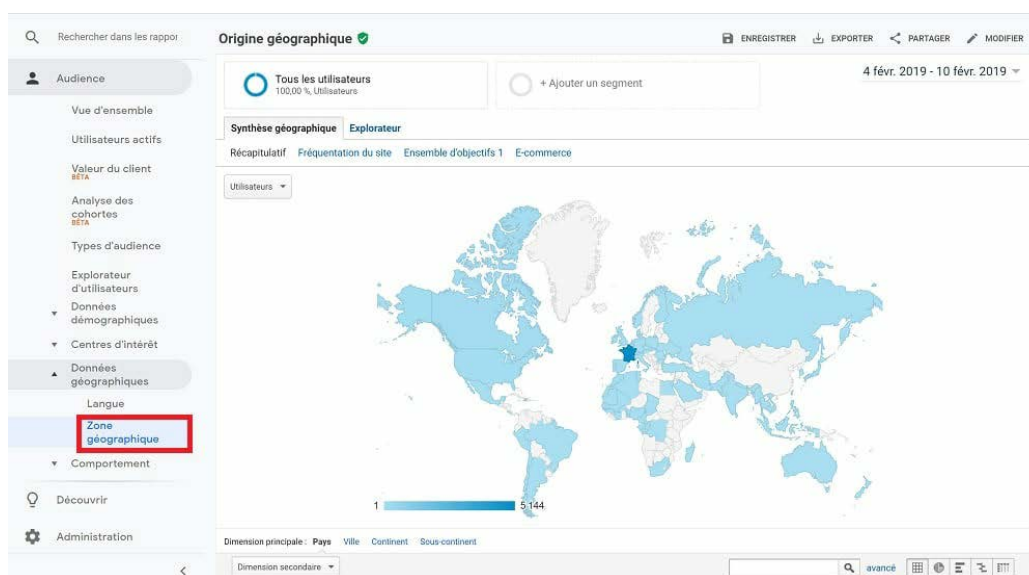 Rechercher dans les rappor
Origine géographique
ENREGISTRER
EXPORTER
PARTAGER
MODIFIER
Audience
Vue d'ensemble
Utilisateurs actifs
Valeur du client
BÊTA
Analyse des
cohortes
BÊTA
Types d'audience
Explorateur
d'utilisateurs
Données
démographiques
Centres d'intérêt
Données
géographiques
Langue
Zone
géographique
Comportement
Découvrir
Administration
Tous les utilisateurs
100,00 %, Utilisateurs
+ Ajouter un segment
4 févr. 2019 - 10 févr. 2019
Synthèse géographique Explorateur
Récapitulatif Fréquentation du site Ensemble d'objectifs 1 E-commerce
Utilisateurs
1 5 144
Dimension principale : Pays Ville Continent Sous-continent
Dimension secondaire
avancé